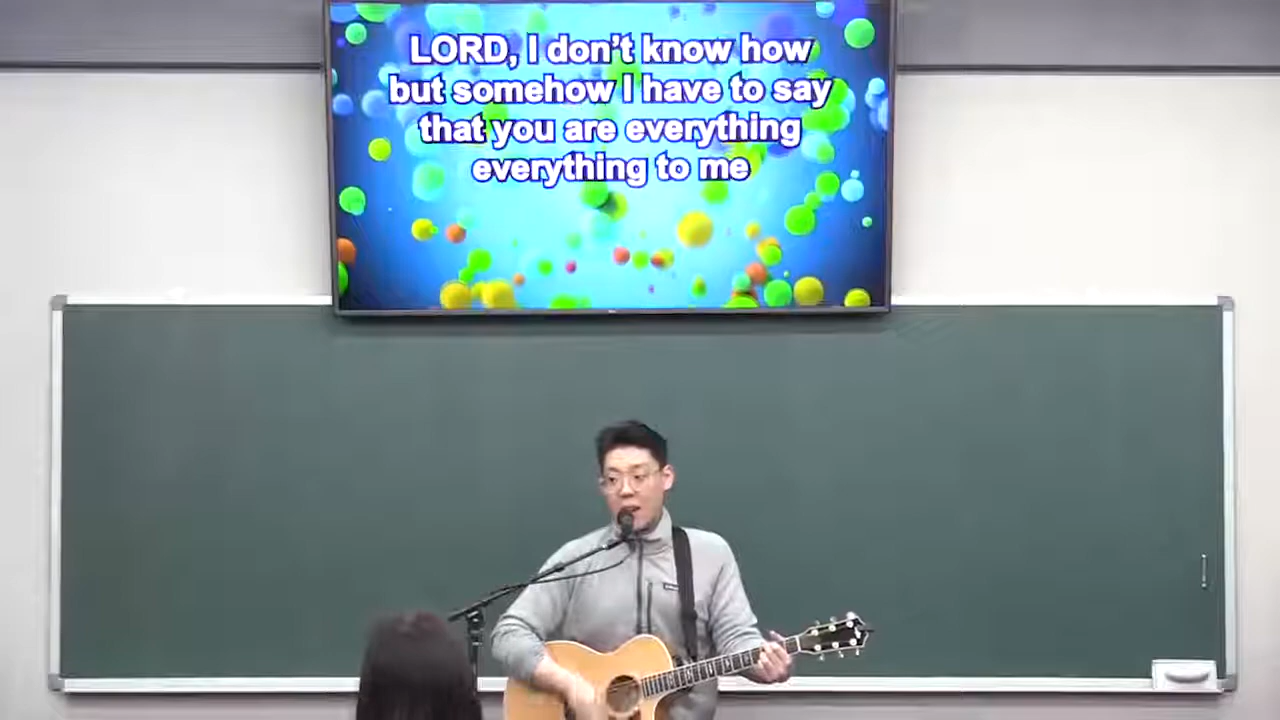 LORD, I don't know how
but somehow I have to say
that you are everything
everything to me